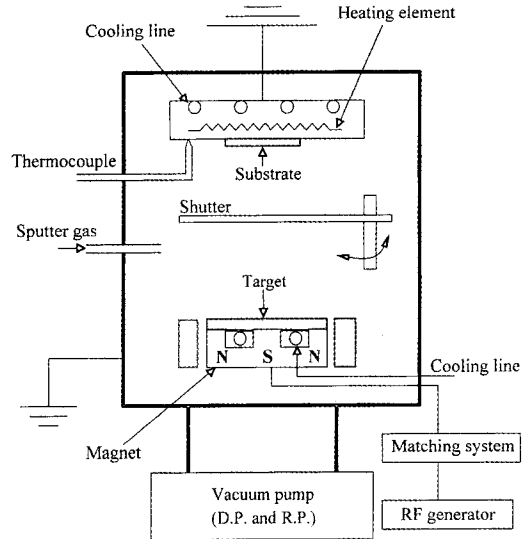 Heating element
Cooling line
Thermocouple
Substrate
Shutter
Sputter gas
Target
N S N
Cooling line
Magnet
Matching system
Vacuum pump
(D.P. and R.P.)
RF generator